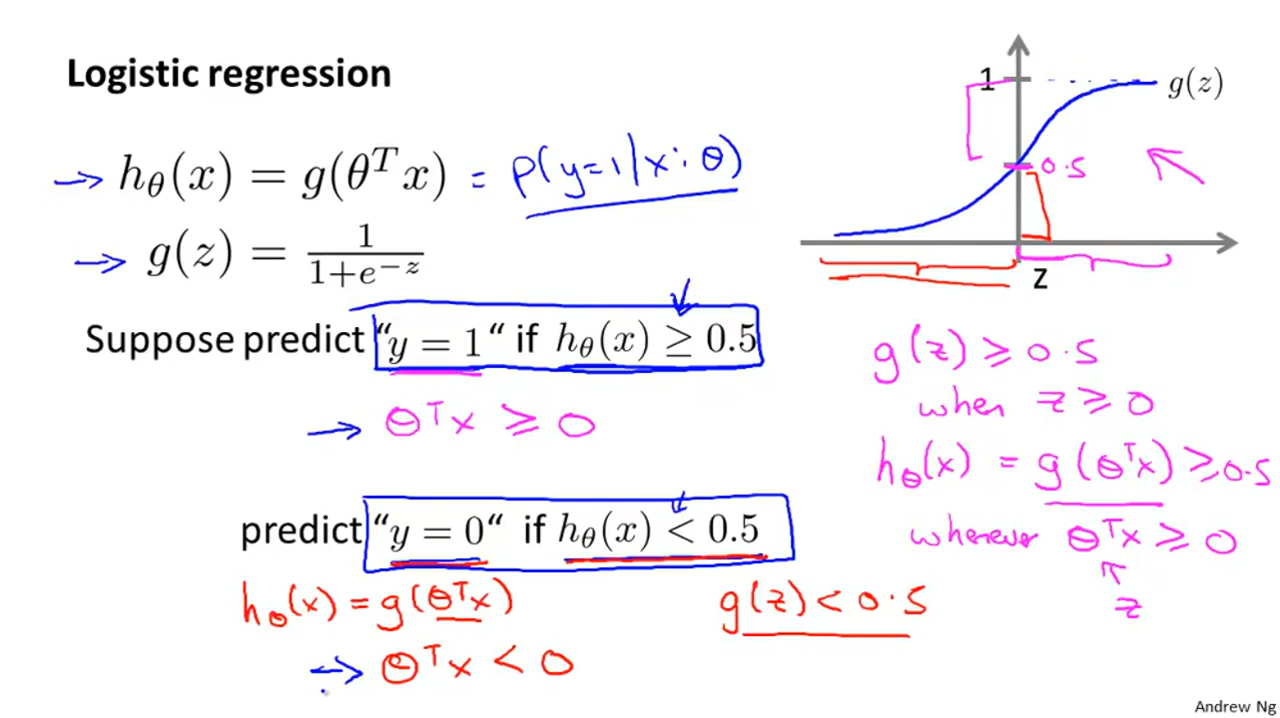 Logistic regression
→ hθ(x) = g(θᵀx) = P(y=1|x;θ)
→ g(z) = 1/(1+e⁻ᶻ)
Suppose predict “y = 1“ if hθ(x) ≥ 0.5
→ θᵀx ≥ 0
predict “y = 0“ if hθ(x) < 0.5
hθ(x) = g(θᵀx)
g(z) < 0.5
→ θᵀx < 0
1
g(z)
0.5
z
g(z) ≥ 0.5
when z ≥ 0
hθ(x) = g(θᵀx) ≥ 0.5
whenever θᵀx ≥ 0
↑
z
Andrew Ng